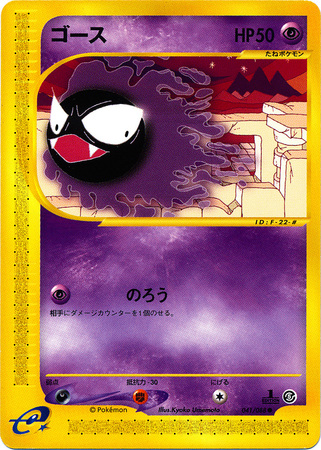 ゴース
HP50
たねポケモン
ID:F-22-#
のろう
相手にダメージカウンターを1個のせる。
弱点
抵抗力-30
にげる
©Pokémon
Illus.Kyoko Umemoto
1
EDITION
e